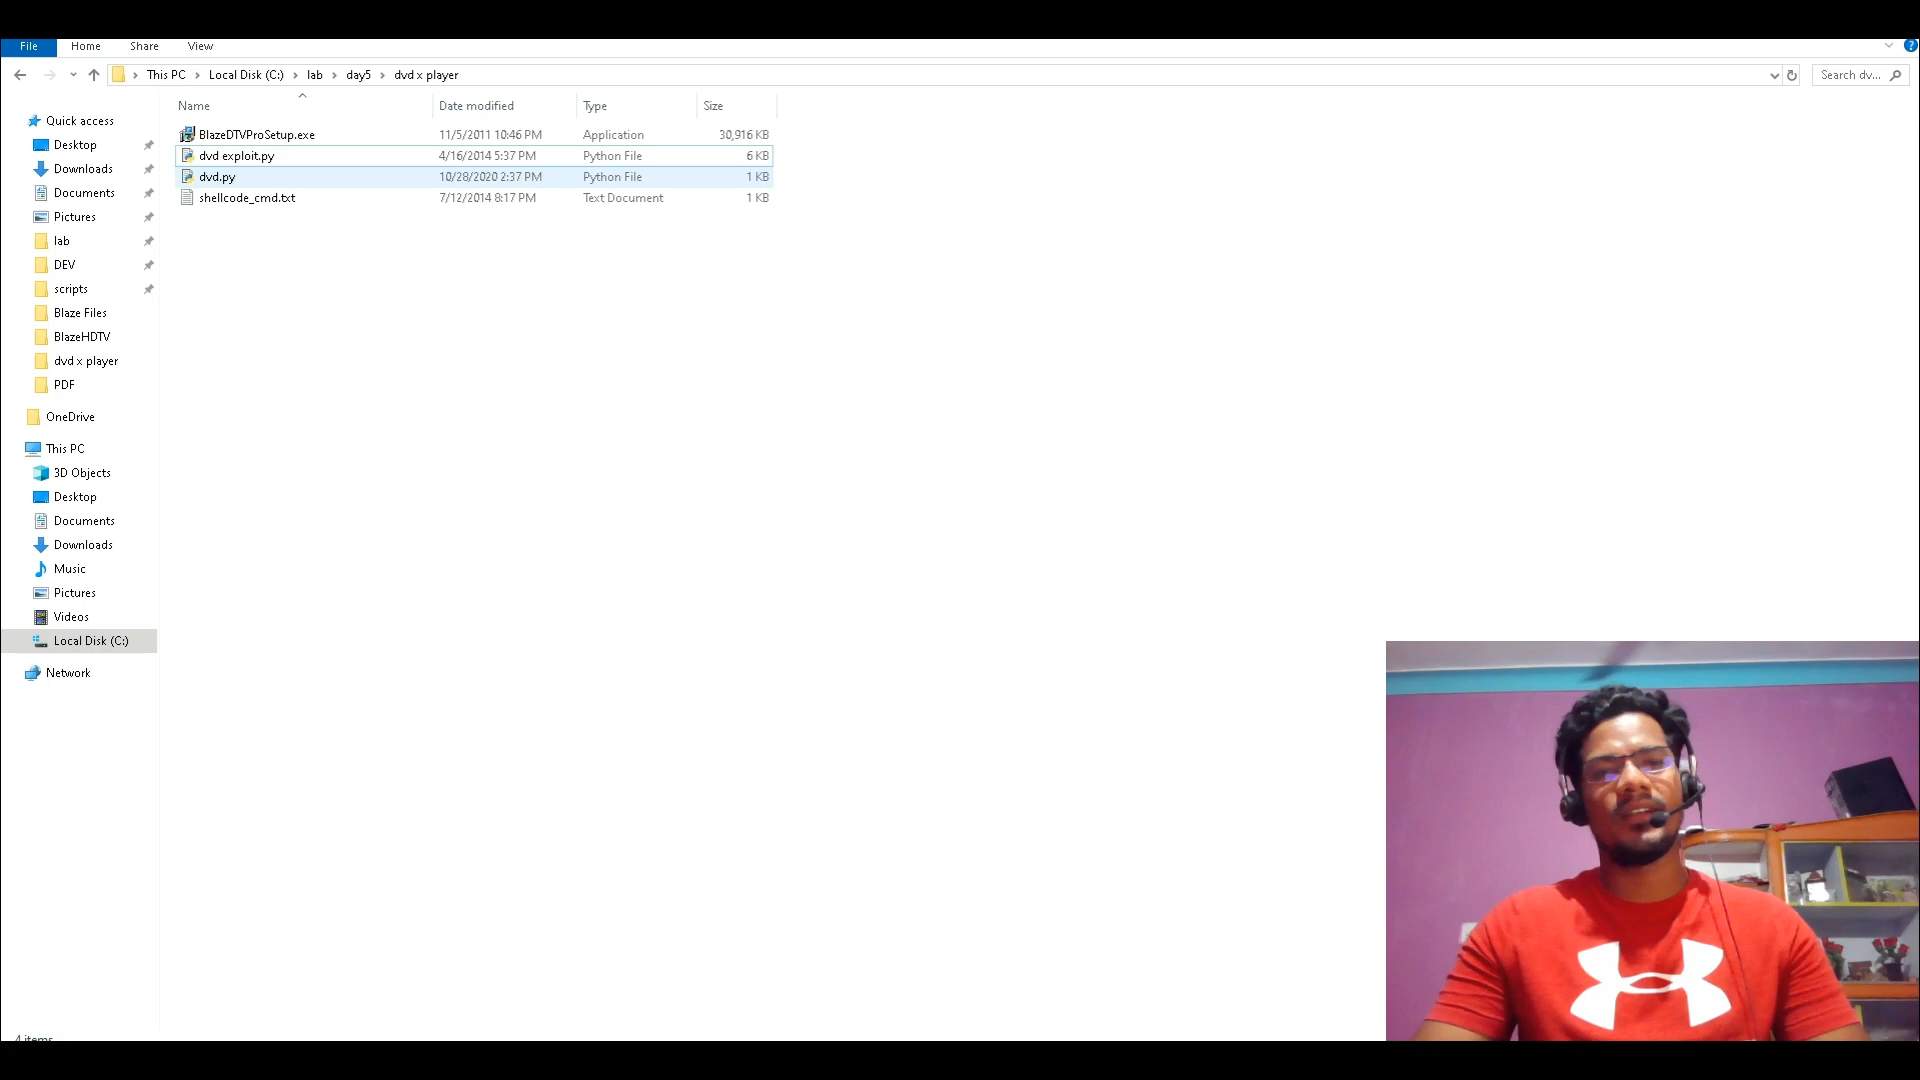 File Home Share View
This PC Local Disk (C:) lab day5 dvd x player Search dv...
Name Date modified Type Size
BlazeDTVProSetup.exe 11/5/2011 10:46 PM Application 30,916 KB
dvd exploit.py 4/16/2014 5:37 PM Python File 6 KB
dvd.py 10/28/2020 2:37 PM Python File 1 KB
shellcode_cmd.txt 7/12/2014 8:17 PM Text Document 1 KB
Quick access
Desktop
Downloads
Documents
Pictures
lab
DEV
scripts
Blaze Files
BlazeHDTV
dvd x player
PDF
OneDrive
This PC
3D Objects
Desktop
Documents
Downloads
Music
Pictures
Videos
Local Disk (C:)
Network
4 items